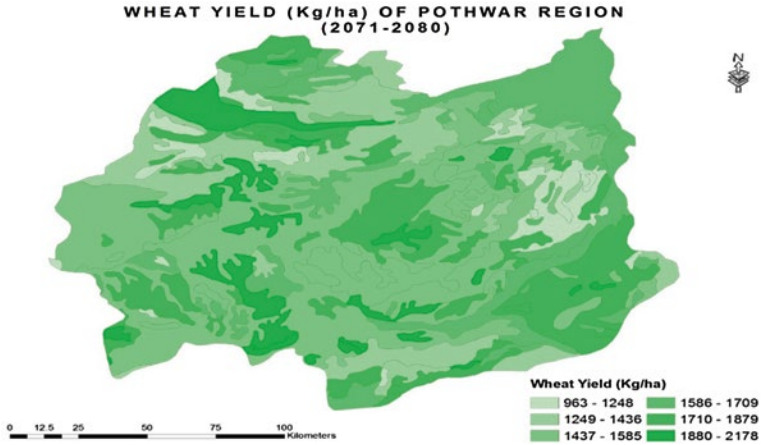 WHEAT YIELD (Kg/ha) OF POTHWAR REGION
(2071-2080)
N
Wheat Yield (Kg/ha)
963 - 1248
1249 - 1436
1437 - 1585
1586 - 1709
1710 - 1879
1880 - 2178
0 12.5 25 50 75 100
Kilometers